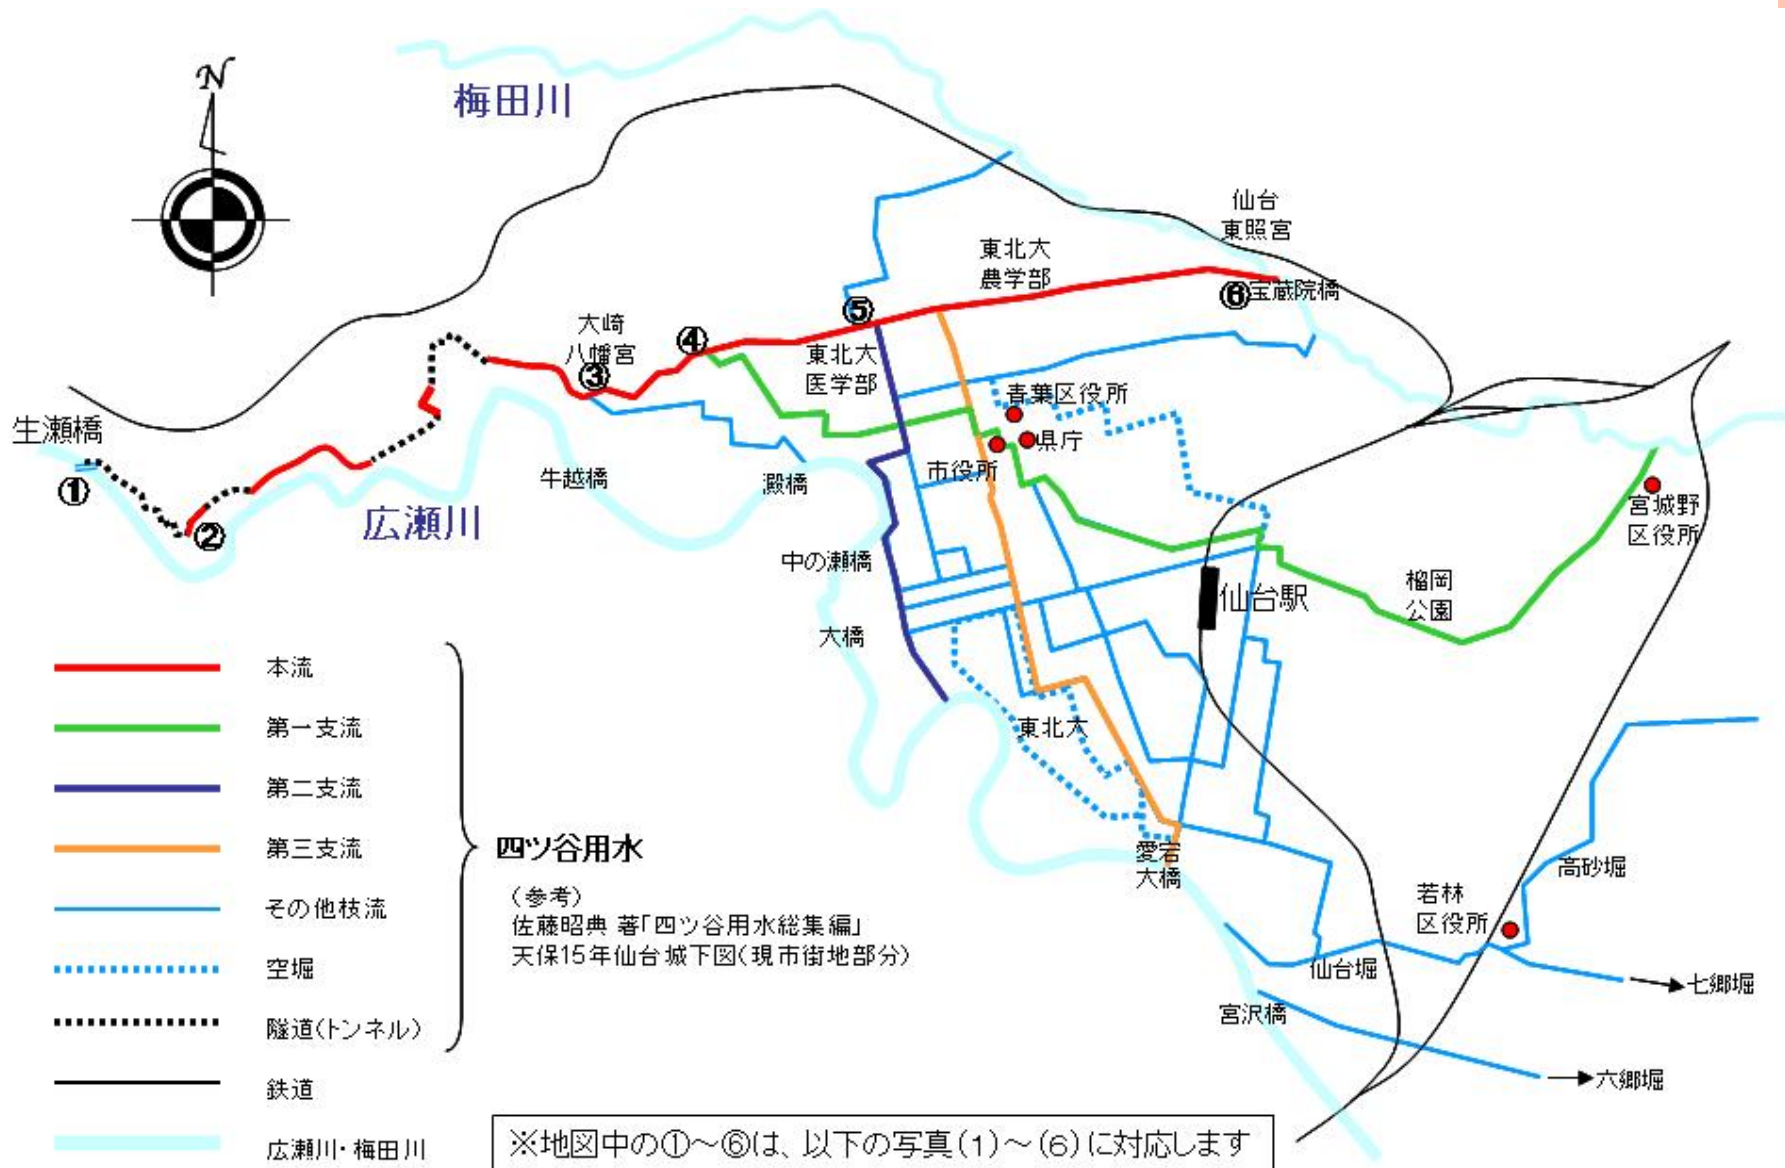 N
梅田川
仙台
東照宮
東北大
農学部
⑥宝蔵院橋
⑤
大崎
八幡宮
③
④
東北大
医学部
青葉区役所
県庁
市役所
生瀬橋
①
②
広瀬川
牛越橋
澱橋
宮城野
区役所
中の瀬橋
榴岡
公園
仙台駅
大橋
東北大
愛宕
大橋
高砂堀
若林
区役所
仙台堀
七郷堀
宮沢橋
六郷堀
本流
第一支流
第二支流
第三支流
その他枝流
空堀
隧道(トンネル)
鉄道
広瀬川・梅田川
四ツ谷用水
(参考)
佐藤昭典 著「四ツ谷用水総集編」
天保15年仙台城下図(現市街地部分)
※地図中の①～⑥は、以下の写真(1)～(6)に対応します